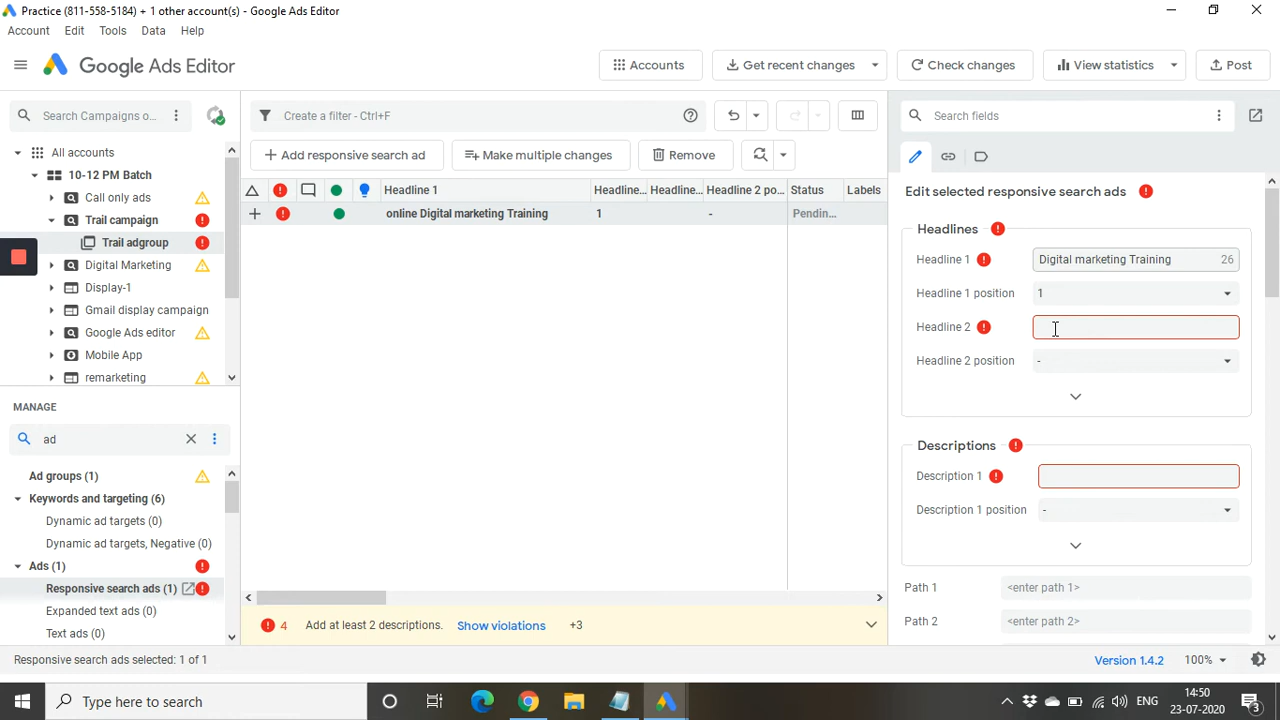 Practice (811-558-5184) + 1 other account(s) - Google Ads Editor
Account Edit Tools Data Help
Google Ads Editor
Accounts
Get recent changes
Check changes
View statistics
Post
Search Campaigns o...
Create a filter - Ctrl+F
Search fields
All accounts
10-12 PM Batch
Call only ads
Trail campaign
Trail adgroup
Digital Marketing
Display-1
Gmail display campaign
Google Ads editor
Mobile App
remarketing
MANAGE
ad
Ad groups (1)
Keywords and targeting (6)
Dynamic ad targets (0)
Dynamic ad targets, Negative (0)
Ads (1)
Responsive search ads (1)
Expanded text ads (0)
Text ads (0)
Add responsive search ad
Make multiple changes
Remove
Headline 1 Headline... Headline... Headline 2 po... Status Labels
online Digital marketing Training 1 - Pendin...
4 Add at least 2 descriptions. Show violations +3
Edit selected responsive search ads
Headlines
Headline 1 Digital marketing Training 26
Headline 1 position 1
Headline 2
Headline 2 position -
Descriptions
Description 1
Description 1 position -
Path 1 <enter path 1>
Path 2 <enter path 2>
Responsive search ads selected: 1 of 1
Version 1.4.2 100%
Type here to search
ENG
14:50
23-07-2020
3